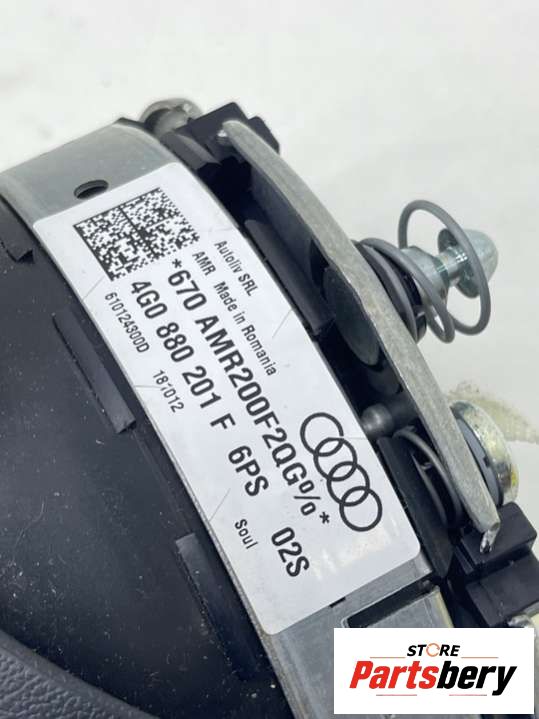 Autoliv SRL
AMR Made in Romania
*670 AMR200F2QG%*
4G0 880 201 F 6PS 02S
610124300D 181012 Soul
STORE
Partsbery